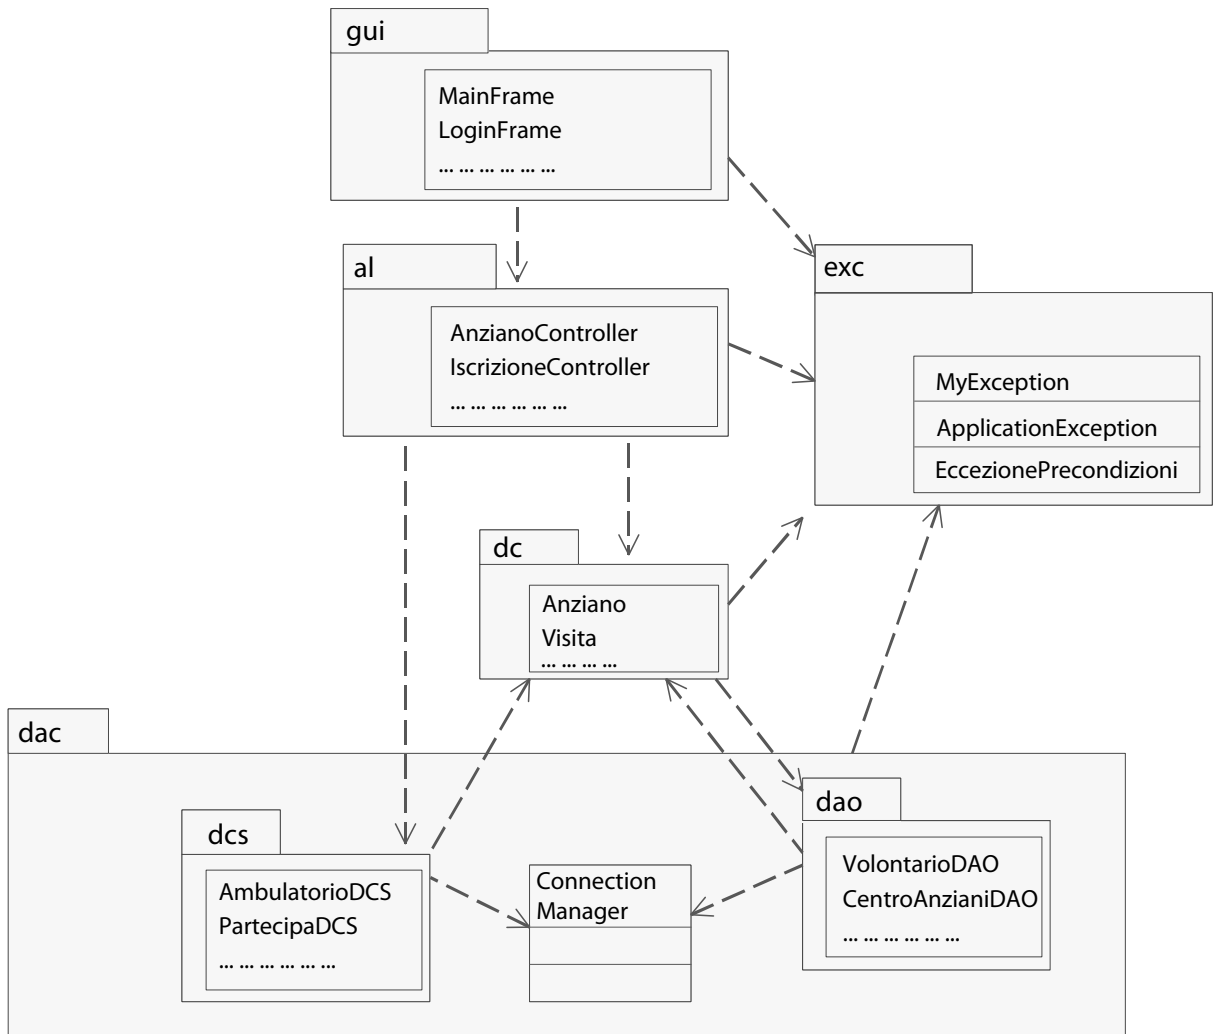 gui
MainFrame
LoginFrame
... ... ... ... ... ...
al
AnzianoController
IscrizioneController
... ... ... ... ... ...
exc
MyException
ApplicationException
EccezionePrecondizioni
dc
Anziano
Visita
... ... ... ...
dac
dcs
AmbulatorioDCS
PartecipaDCS
... ... ... ... ... ...
Connection
Manager
dao
VolontarioDAO
CentroAnzianiDAO
... ... ... ... ... ...